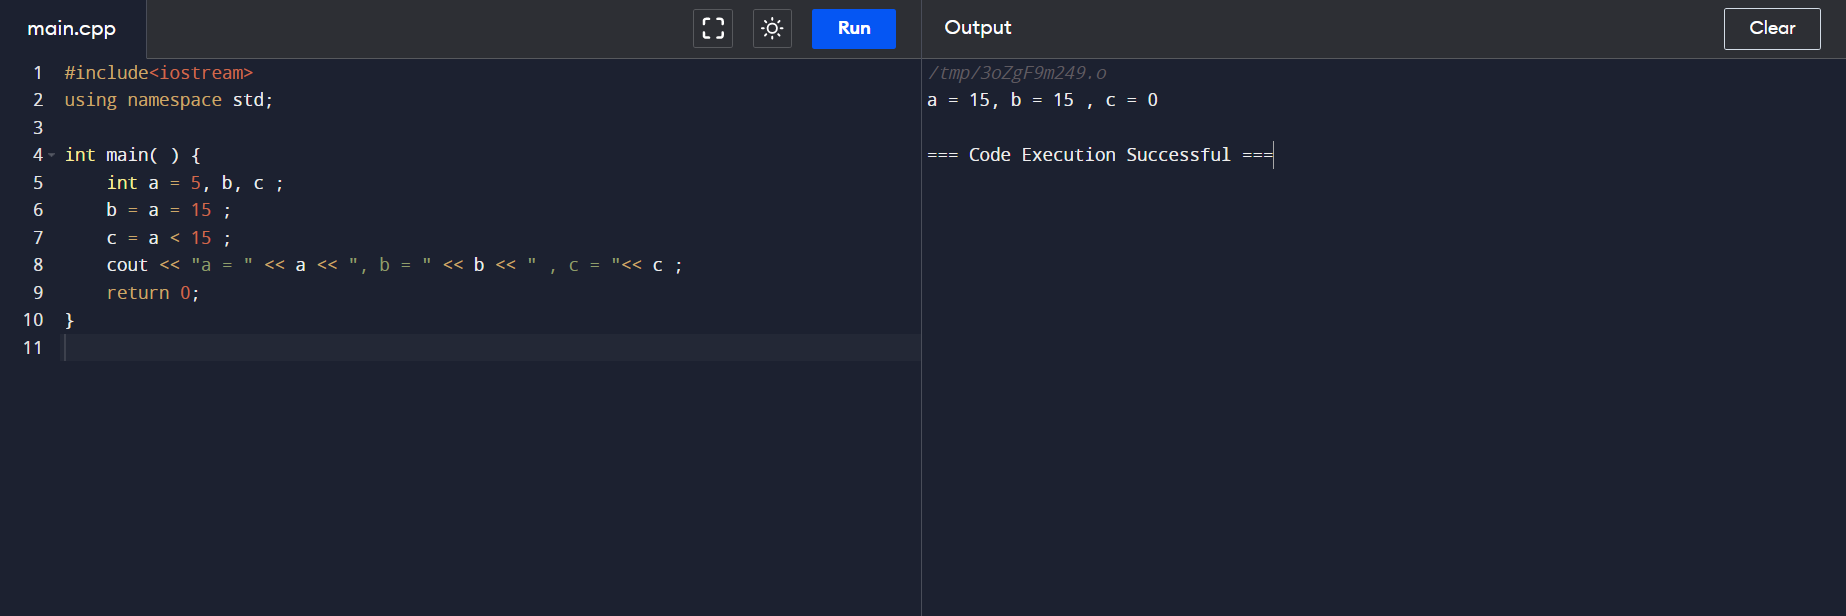 main.cpp
Run
Output
Clear
1 #include<iostream>
2 using namespace std;
3
4 int main( ) {
5     int a = 5, b, c ;
6     b = a = 15 ;
7     c = a < 15 ;
8     cout << "a = " << a << ", b = " << b << " , c = "<< c ;
9     return 0;
10 }
11
/tmp/3oZgF9m249.o
a = 15, b = 15 , c = 0
=== Code Execution Successful ===